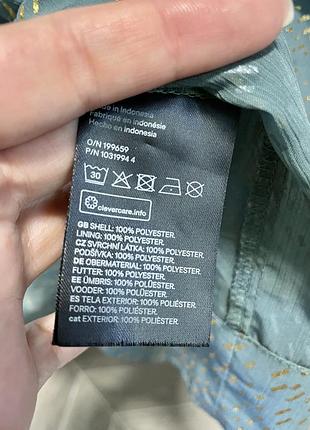 Made in Indonesia
Fabriqué en Indonésie
Hecho en Indonesia
O/N 199659
P/N 1031994 4
30
clevercare.info
GB SHELL: 100% POLYESTER.
LINING: 100% POLYESTER.
CZ SVRCHNÍ LÁTKA: 100% POLYESTER.
PODŠÍVKA: 100% POLYESTER.
DE OBERMATERIAL: 100% POLYESTER.
FUTTER: 100% POLYESTER.
EE ÜMBRIS: 100% POLÜESTER.
VOODER: 100% POLÜESTER.
ES TELA EXTERIOR: 100% POLIÉSTER.
FORRO: 100% POLIÉSTER.
cat EXTERIOR: 100% POLIÈSTER.